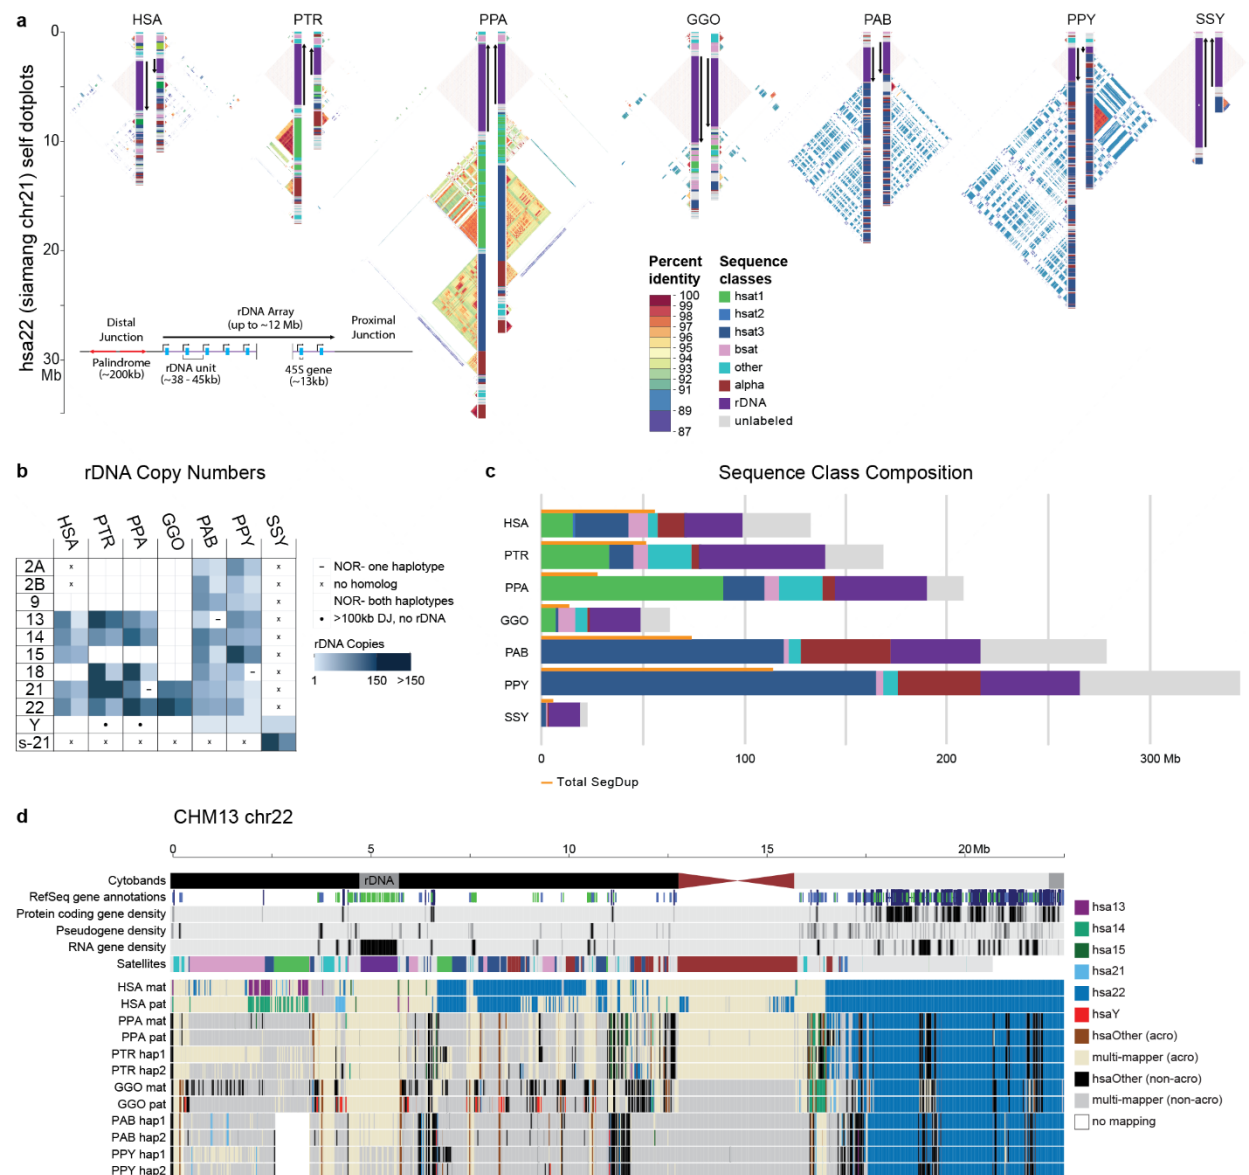 a
HSA PTR PPA GGO PAB PPY SSY
hsa22 (siamang chr21) self dotplots
0
10
20
30
Mb
Distal
Junction
rDNA Array
(up to ~12 Mb)
Proximal
Junction
Palindrome
(~200kb)
rDNA unit
(~38 - 45kb)
45S gene
(~13kb)
Percent
identity
100
99
98
97
96
95
94
93
92
91
89
87
Sequence
classes
hsat1
hsat2
hsat3
bsat
other
alpha
rDNA
unlabeled
b rDNA Copy Numbers
HSA PTR PPA GGO PAB PPY SSY
2A x x
2B x x
9 x
13 – x
14 x
15 x
18 – x
21 – x
22 x
Y • •
s-21 x x x x x x
– NOR- one haplotype
x no homolog
NOR- both haplotypes
• >100kb DJ, no rDNA
rDNA Copies
1 150 >150
c Sequence Class Composition
HSA
PTR
PPA
GGO
PAB
PPY
SSY
0 100 200 300 Mb
Total SegDup
d CHM13 chr22
0 5 10 15 20 Mb
Cytobands rDNA
RefSeq gene annotations
Protein coding gene density
Pseudogene density
RNA gene density
Satellites
HSA mat
HSA pat
PPA mat
PPA pat
PTR hap1
PTR hap2
GGO mat
GGO pat
PAB hap1
PAB hap2
PPY hap1
PPY hap2
hsa13
hsa14
hsa15
hsa21
hsa22
hsaY
hsaOther (acro)
multi-mapper (acro)
hsaOther (non-acro)
multi-mapper (non-acro)
no mapping